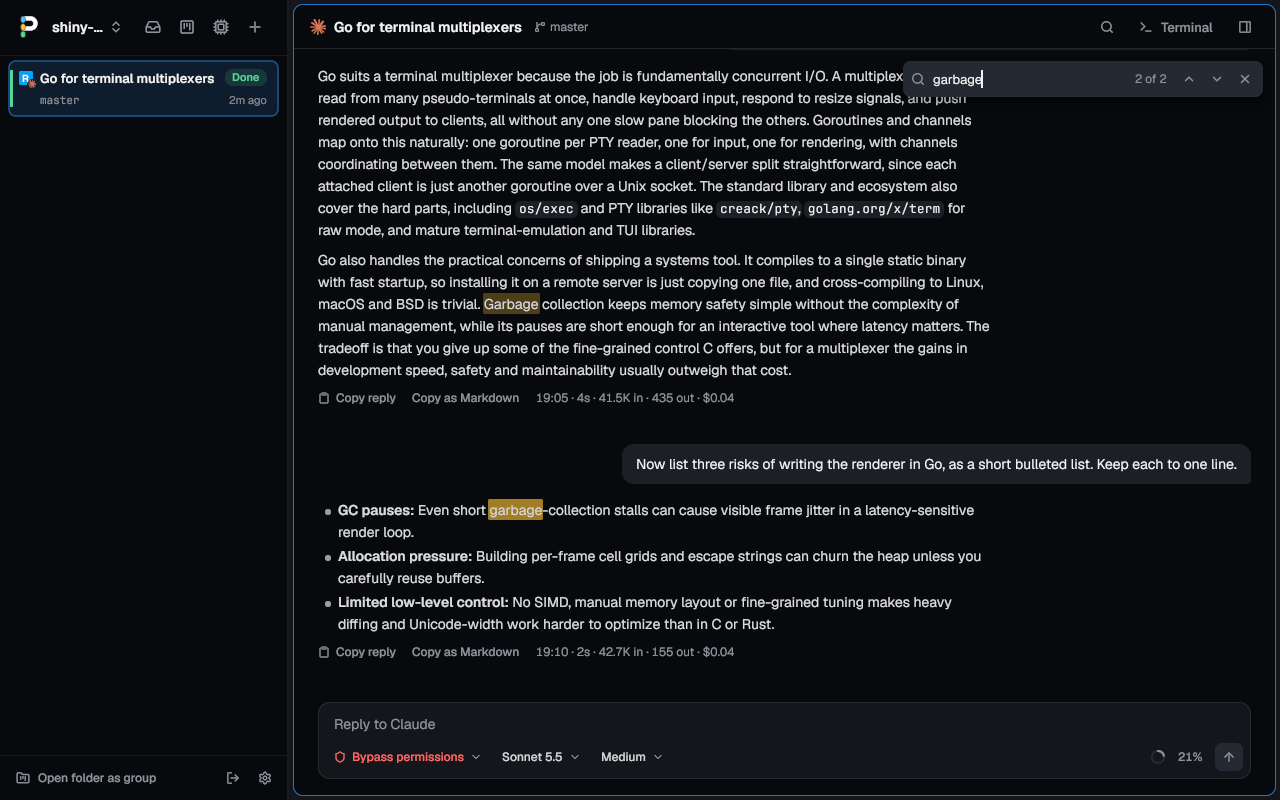 shiny-...
Go for terminal multiplexers
Done
master
2m ago
Open folder as group
Go for terminal multiplexers
master
Terminal
garbage
2 of 2
Go suits a terminal multiplexer because the job is fundamentally concurrent I/O. A multiplex
read from many pseudo-terminals at once, handle keyboard input, respond to resize signals, and push
rendered output to clients, all without any one slow pane blocking the others. Goroutines and channels
map onto this naturally: one goroutine per PTY reader, one for input, one for rendering, with channels
coordinating between them. The same model makes a client/server split straightforward, since each
attached client is just another goroutine over a Unix socket. The standard library and ecosystem also
cover the hard parts, including os/exec and PTY libraries like creack/pty, golang.org/x/term for
raw mode, and mature terminal-emulation and TUI libraries.
Go also handles the practical concerns of shipping a systems tool. It compiles to a single static binary
with fast startup, so installing it on a remote server is just copying one file, and cross-compiling to Linux,
macOS and BSD is trivial. Garbage collection keeps memory safety simple without the complexity of
manual management, while its pauses are short enough for an interactive tool where latency matters. The
tradeoff is that you give up some of the fine-grained control C offers, but for a multiplexer the gains in
development speed, safety and maintainability usually outweigh that cost.
Copy reply Copy as Markdown 19:05 · 4s · 41.5K in · 435 out · $0.04
Now list three risks of writing the renderer in Go, as a short bulleted list. Keep each to one line.
• GC pauses: Even short garbage-collection stalls can cause visible frame jitter in a latency-sensitive
render loop.
• Allocation pressure: Building per-frame cell grids and escape strings can churn the heap unless you
carefully reuse buffers.
• Limited low-level control: No SIMD, manual memory layout or fine-grained tuning makes heavy
diffing and Unicode-width work harder to optimize than in C or Rust.
Copy reply Copy as Markdown 19:10 · 2s · 42.7K in · 155 out · $0.04
Reply to Claude
Bypass permissions Sonnet 5.5 Medium 21%